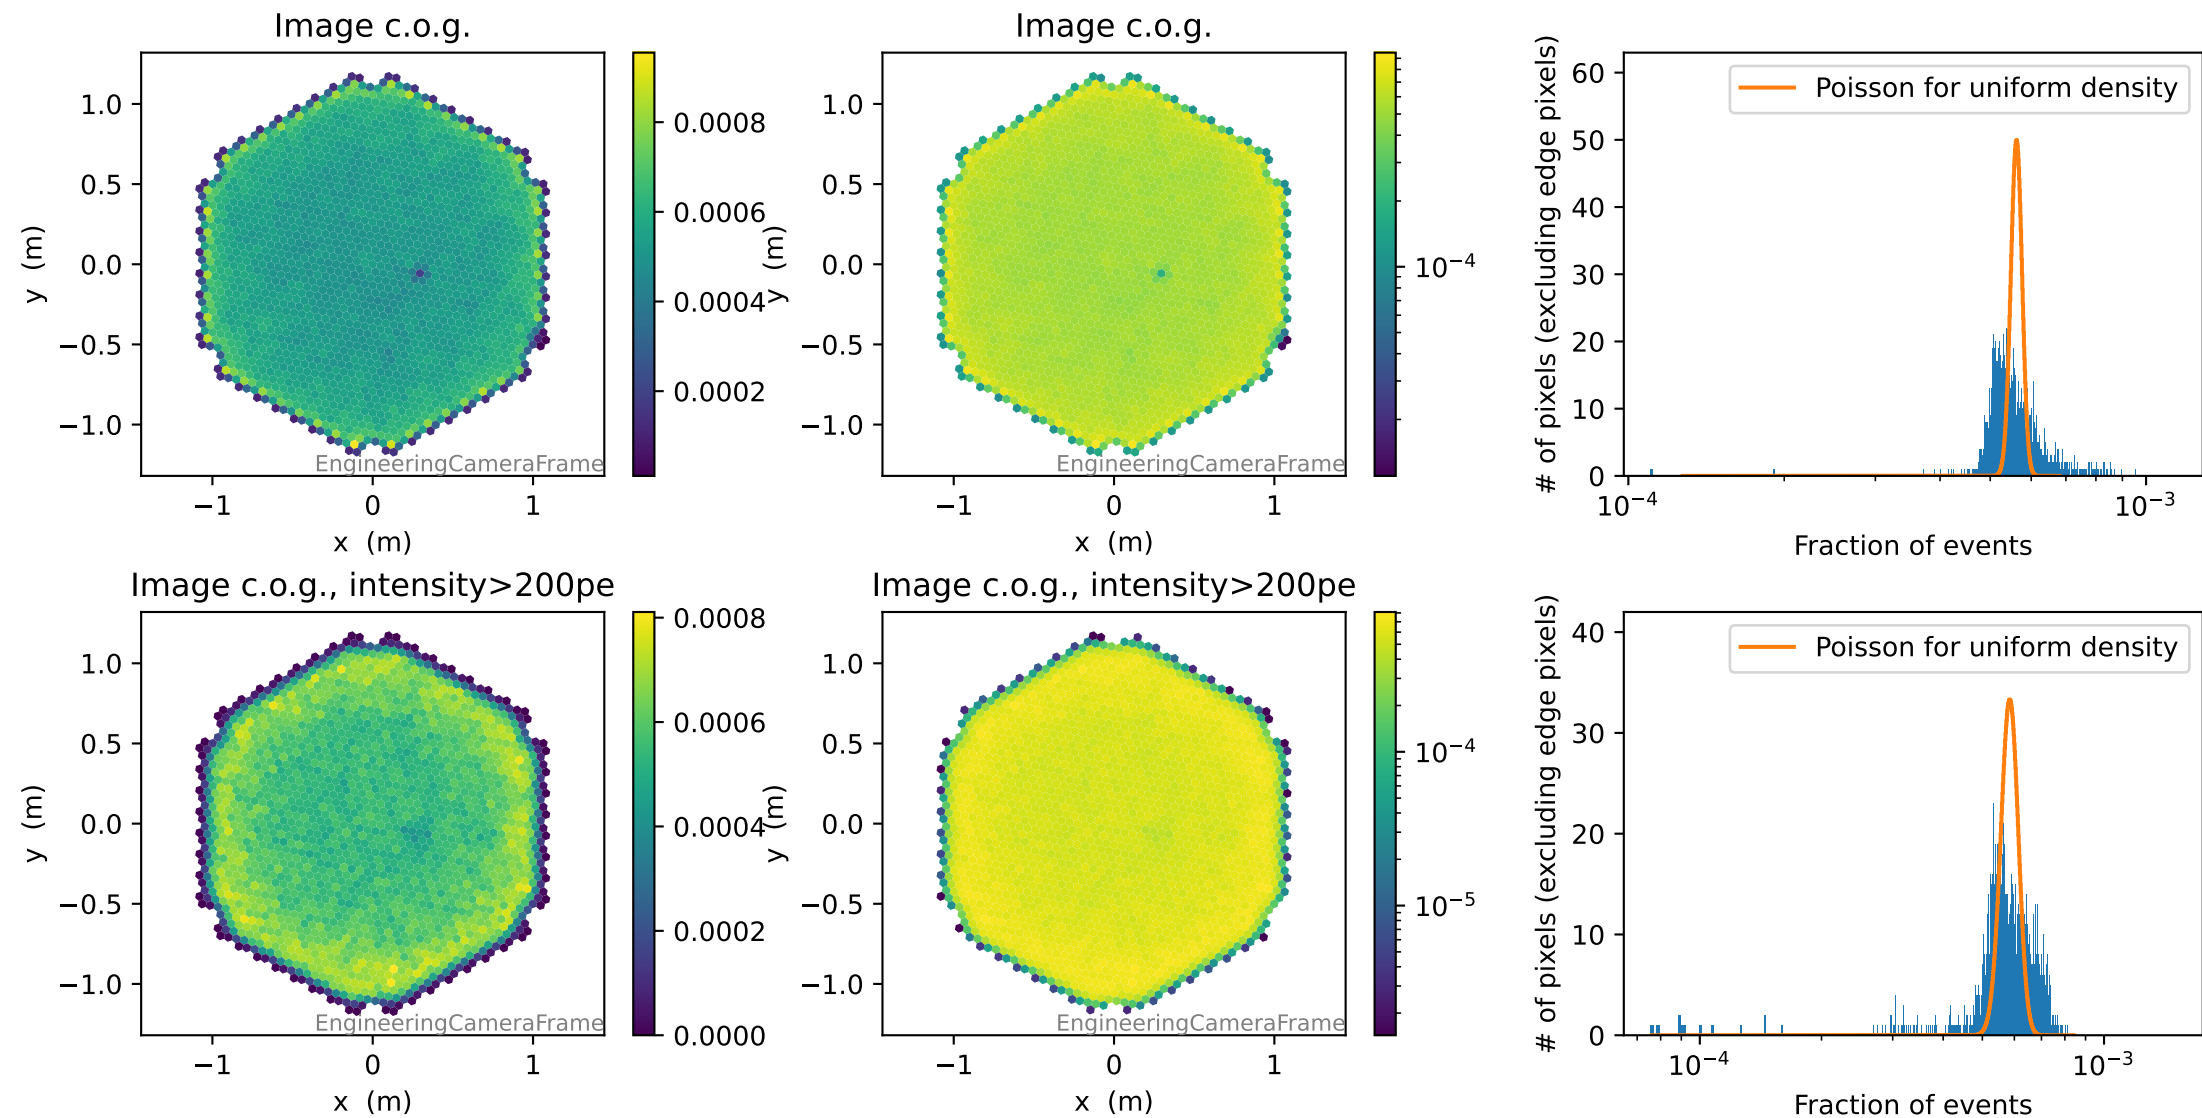 Image c.o.g.
1.0
0.5
0.0
−0.5
−1.0
y (m)
−1
0
1
x (m)
EngineeringCameraFrame
0.0008
0.0006
0.0004
0.0002
Image c.o.g.
1.0
0.5
0.0
−0.5
−1.0
y (m)
−1
0
1
x (m)
EngineeringCameraFrame
10⁻⁴
60
50
40
30
20
10
0
# of pixels (excluding edge pixels)
Poisson for uniform density
10⁻⁴
10⁻³
Fraction of events
Image c.o.g., intensity>200pe
1.0
0.5
0.0
−0.5
−1.0
y (m)
−1
0
1
x (m)
EngineeringCameraFrame
0.0008
0.0006
0.0004
0.0002
0.0000
Image c.o.g., intensity>200pe
1.0
0.5
0.0
−0.5
−1.0
y (m)
−1
0
1
x (m)
EngineeringCameraFrame
10⁻⁴
10⁻⁵
40
30
20
10
0
# of pixels (excluding edge pixels)
Poisson for uniform density
10⁻⁴
10⁻³
Fraction of events